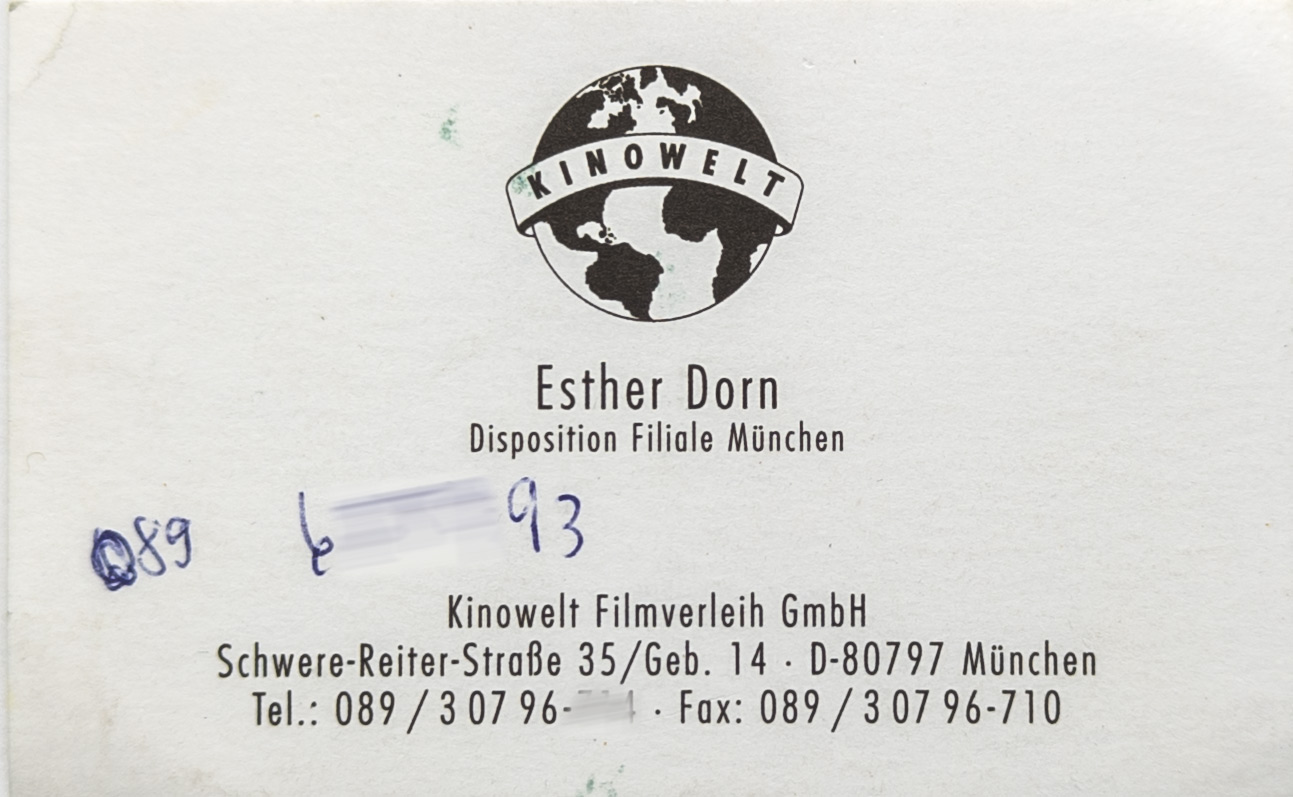 KINOWELT
Esther Dorn
Disposition Filiale München
089 6 93
Kinowelt Filmverleih GmbH
Schwere-Reiter-Straße 35/Geb. 14 · D-80797 München
Tel.: 089 / 3 07 96- · Fax: 089 / 3 07 96-710